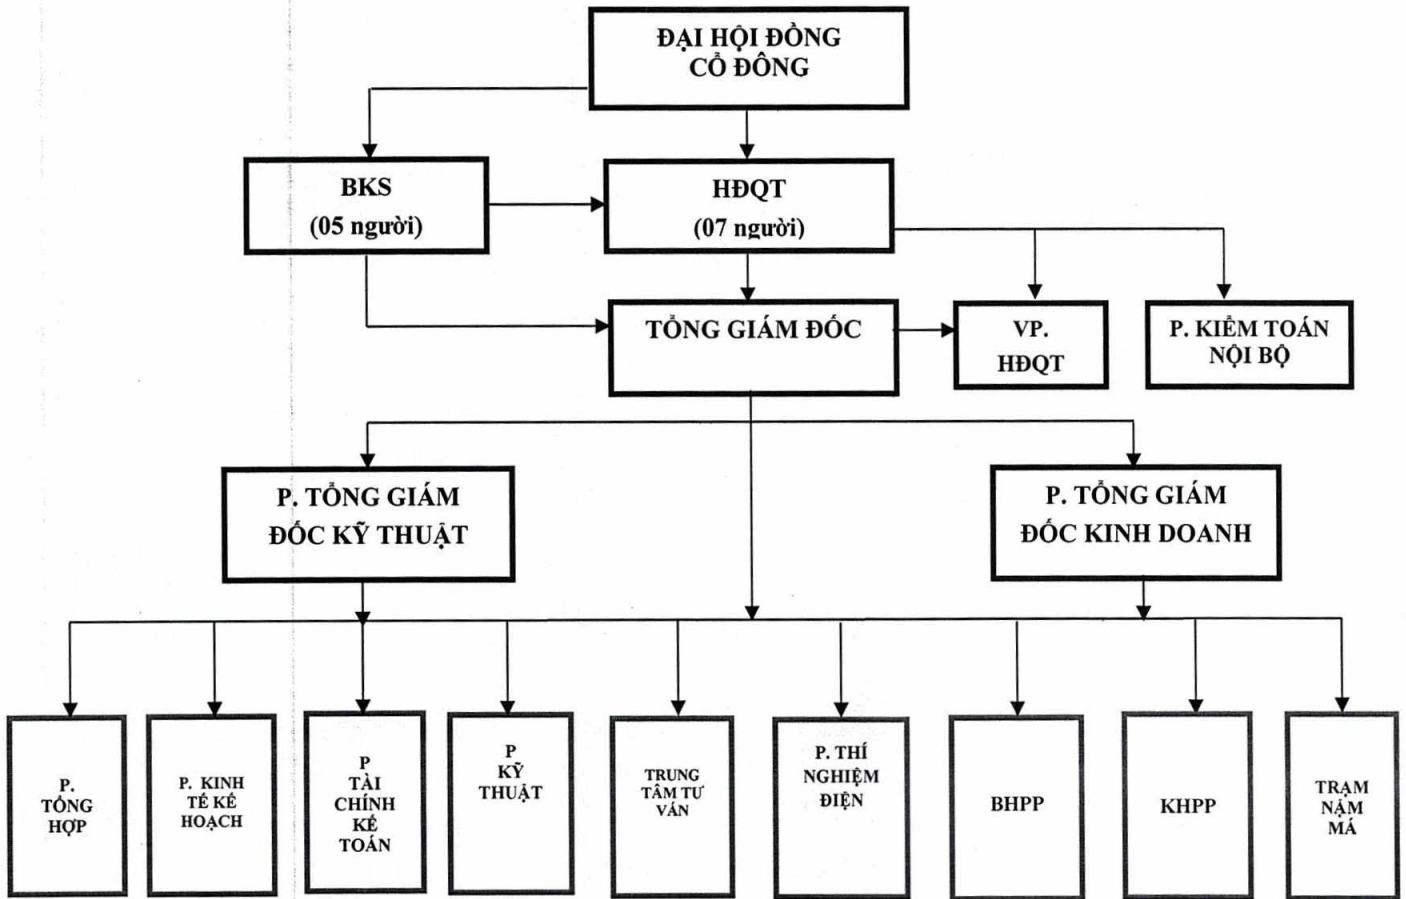 ĐẠI HỘI ĐỒNG
CỔ ĐÔNG
BKS
(05 người)
HĐQT
(07 người)
TỔNG GIÁM ĐỐC
VP.
HĐQT
P. KIỂM TOÁN
NỘI BỘ
P. TỔNG GIÁM
ĐỐC KỸ THUẬT
P. TỔNG GIÁM
ĐỐC KINH DOANH
P.
TỔNG
HỢP
P. KINH
TẾ KẾ
HOẠCH
P
TÀI
CHÍNH
KẾ
TOÁN
P
KỸ
THUẬT
TRUNG
TÂM TƯ
VẤN
P. THÍ
NGHIỆM
ĐIỆN
BHPP
KHPP
TRẠM
NẬM
MÁ